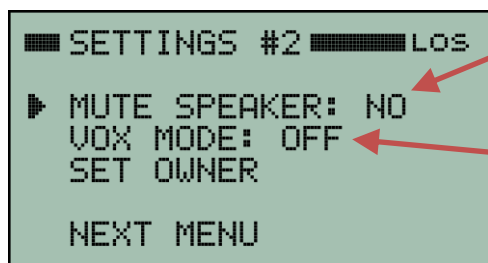 SETTINGS #2 LOS
MUTE SPEAKER: NO
VOX MODE: OFF
SET OWNER
NEXT MENU